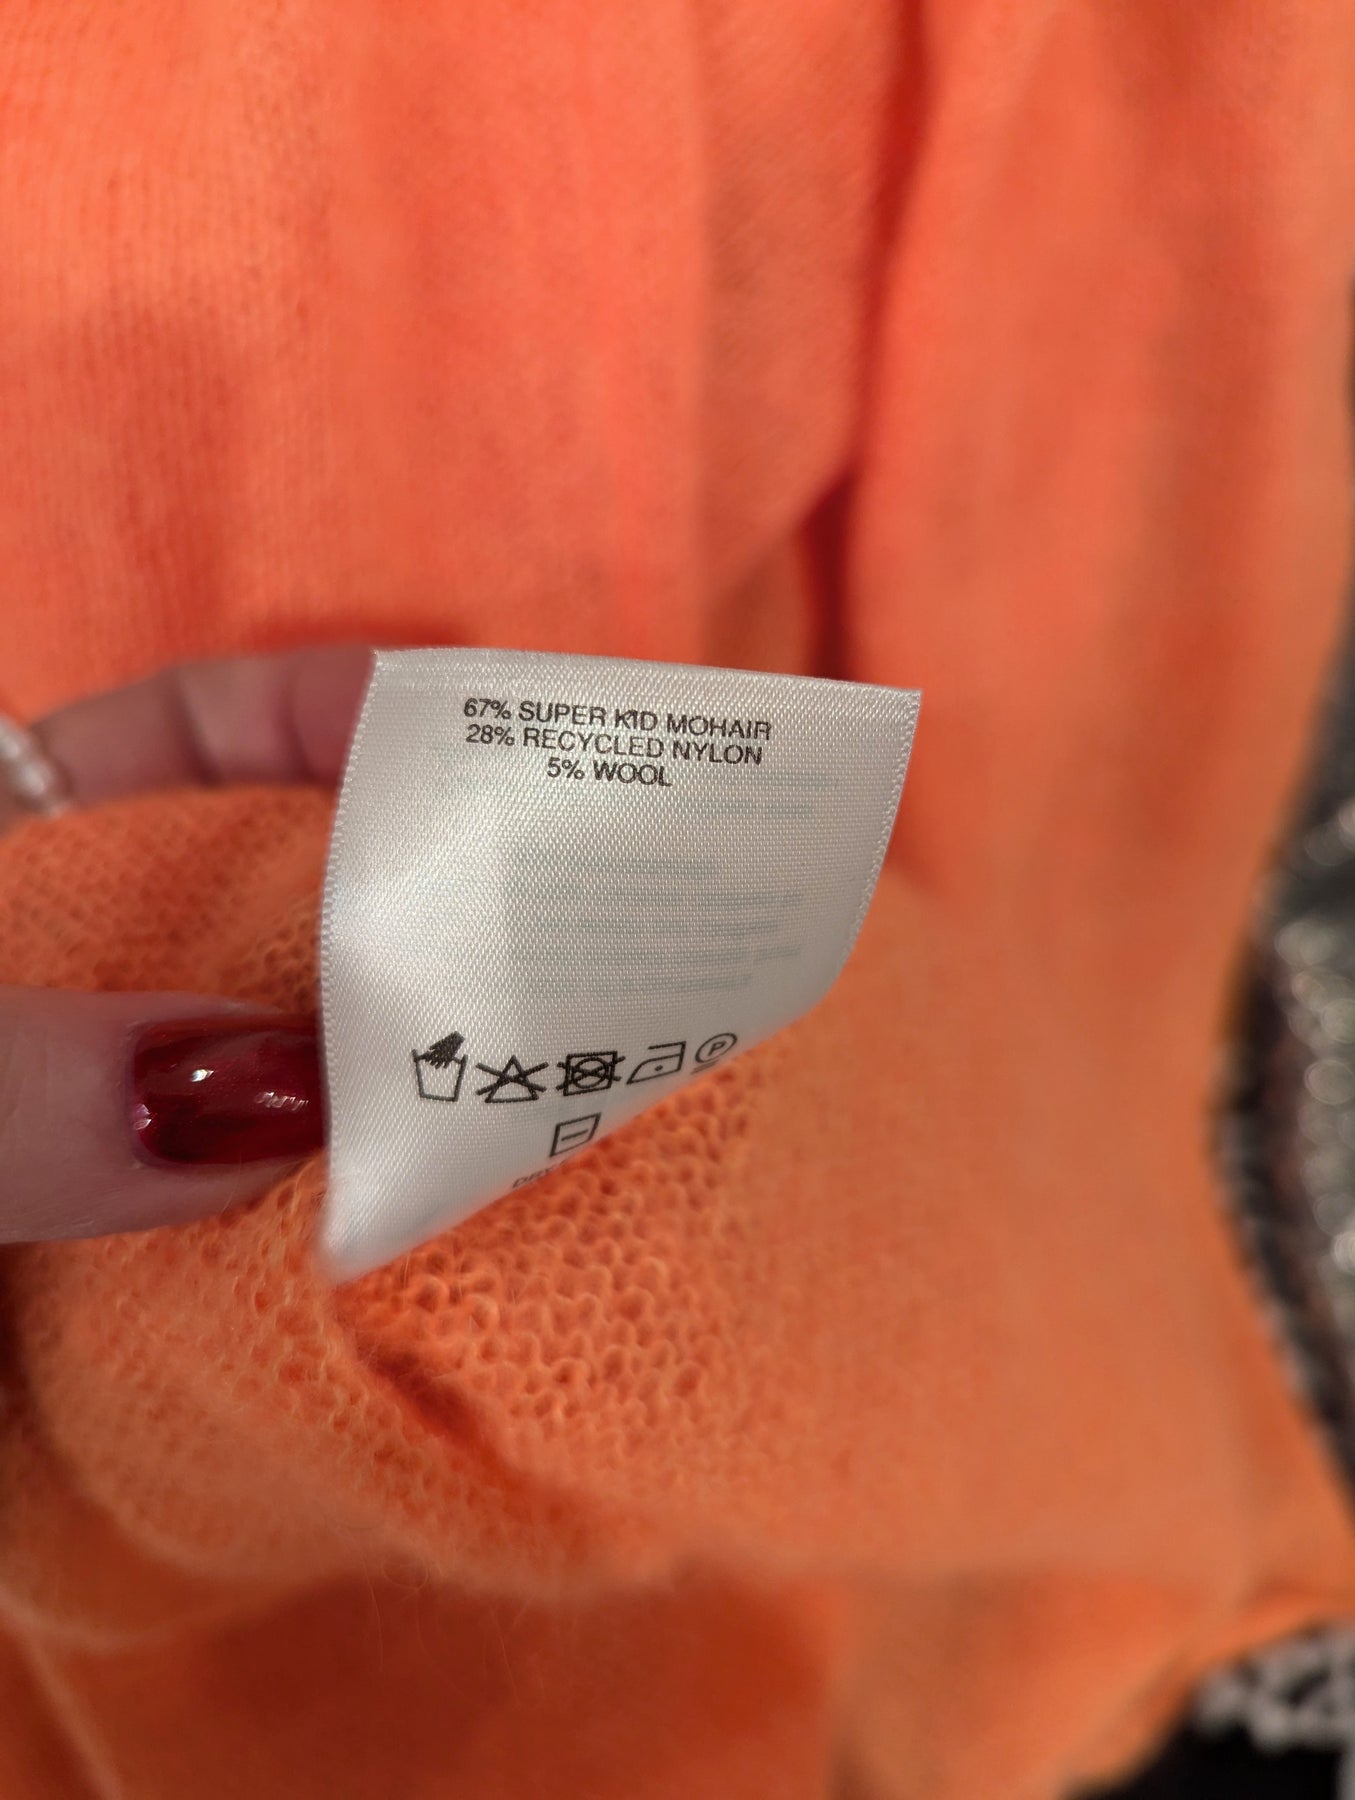 67% SUPER KID MOHAIR
28% RECYCLED NYLON
5% WOOL
P